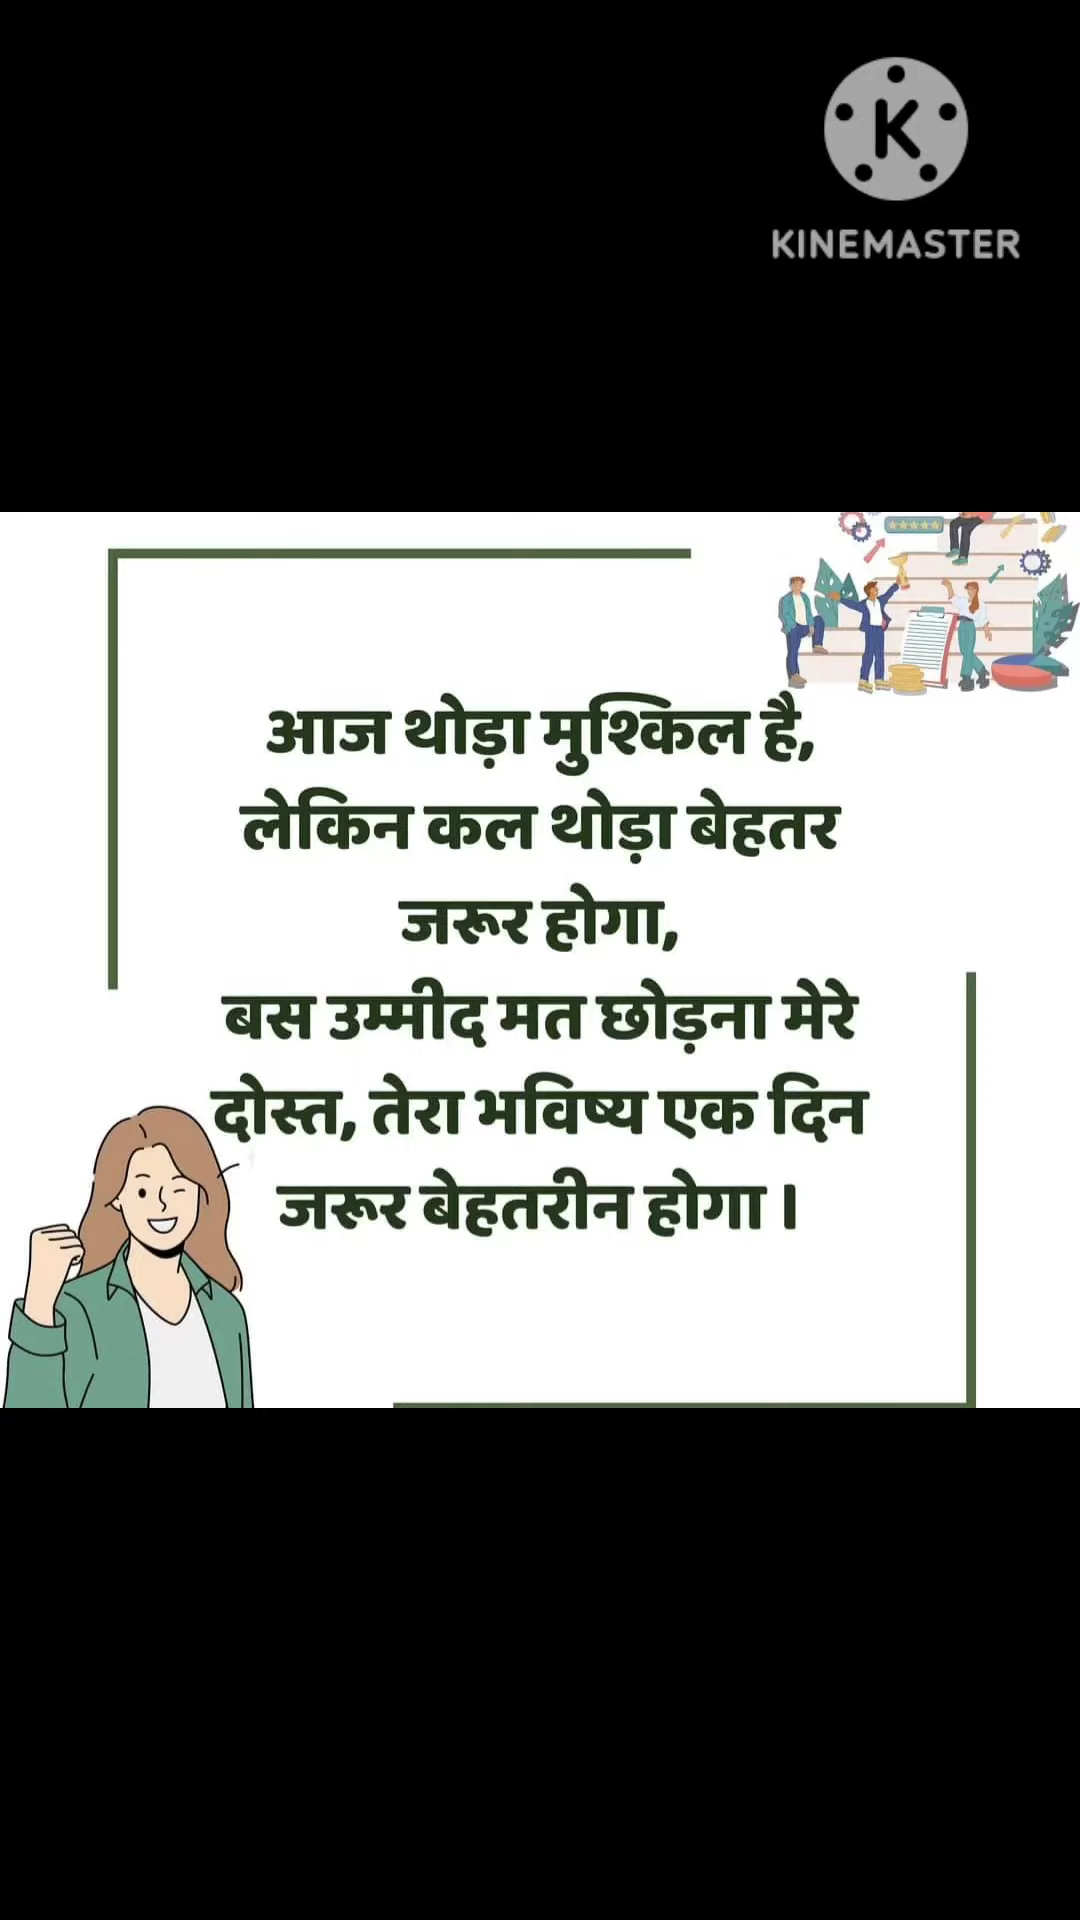 KINEMASTER
आज थोड़ा मुश्किल है,
लेकिन कल थोड़ा बेहतर
जरूर होगा,
बस उम्मीद मत छोड़ना मेरे
दोस्त, तेरा भविष्य एक दिन
जरूर बेहतरीन होगा।